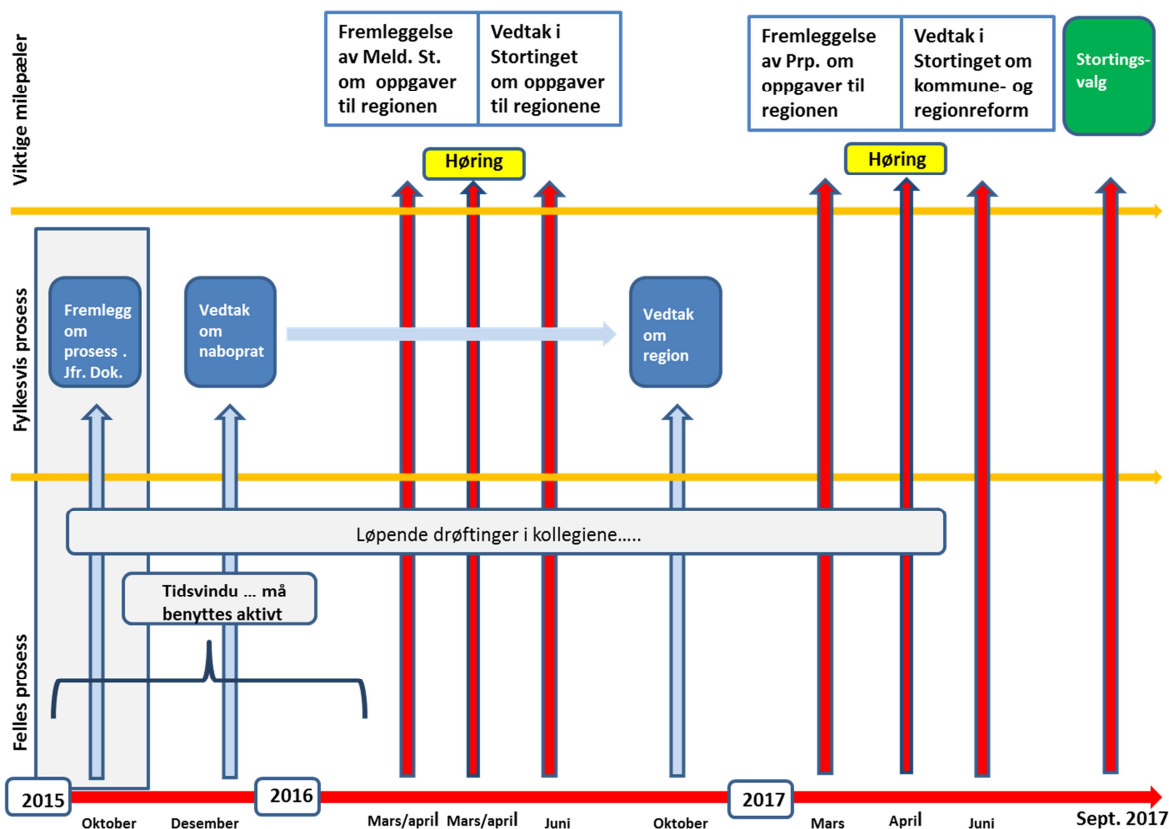 Viktige milepæler
Fremleggelse
av Meld. St.
om oppgaver
til regionen
Vedtak i
Stortinget
om oppgaver
til regionene
Fremleggelse
av Prp. om
oppgaver til
regionen
Vedtak i
Stortinget om
kommune- og
regionreform
Stortings-
valg
Høring
Høring
Fylkesvis prosess
Fremlegg
om
prosess .
Jfr. Dok.
Vedtak
om
naboprat
Vedtak
om
region
Felles prosess
Løpende drøftinger i kollegiene.....
Tidsvindu ... må
benyttes aktivt
2015
2016
2017
Oktober
Desember
Mars/april
Mars/april
Juni
Oktober
Mars
April
Juni
Sept. 2017